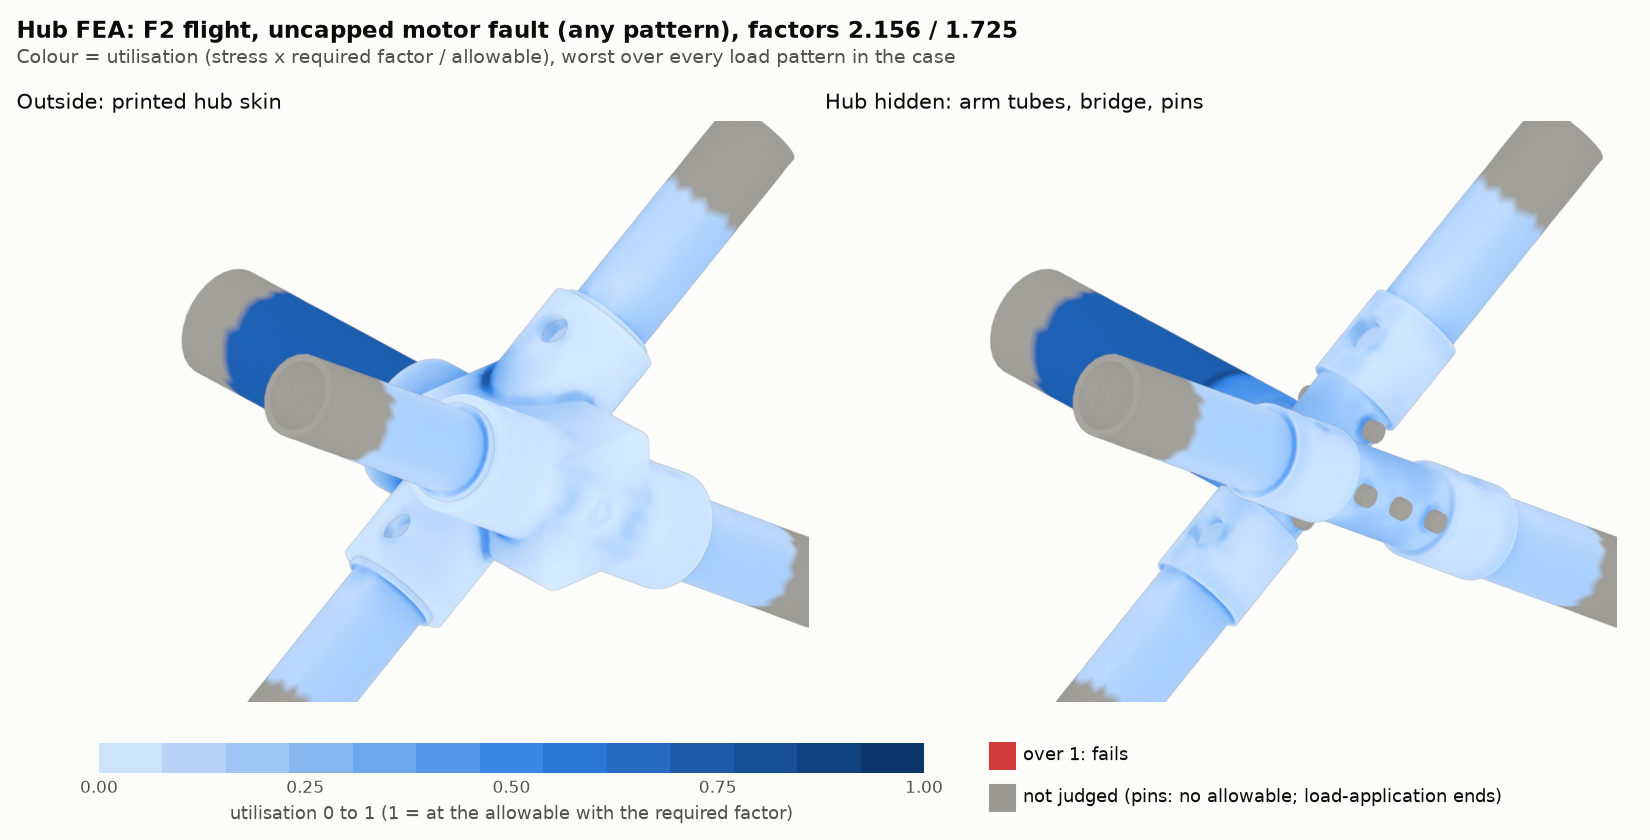 Hub FEA: F2 flight, uncapped motor fault (any pattern), factors 2.156 / 1.725
Colour = utilisation (stress x required factor / allowable), worst over every load pattern in the case
Outside: printed hub skin
Hub hidden: arm tubes, bridge, pins
0.00
0.25
0.50
0.75
1.00
utilisation 0 to 1 (1 = at the allowable with the required factor)
over 1: fails
not judged (pins: no allowable; load-application ends)